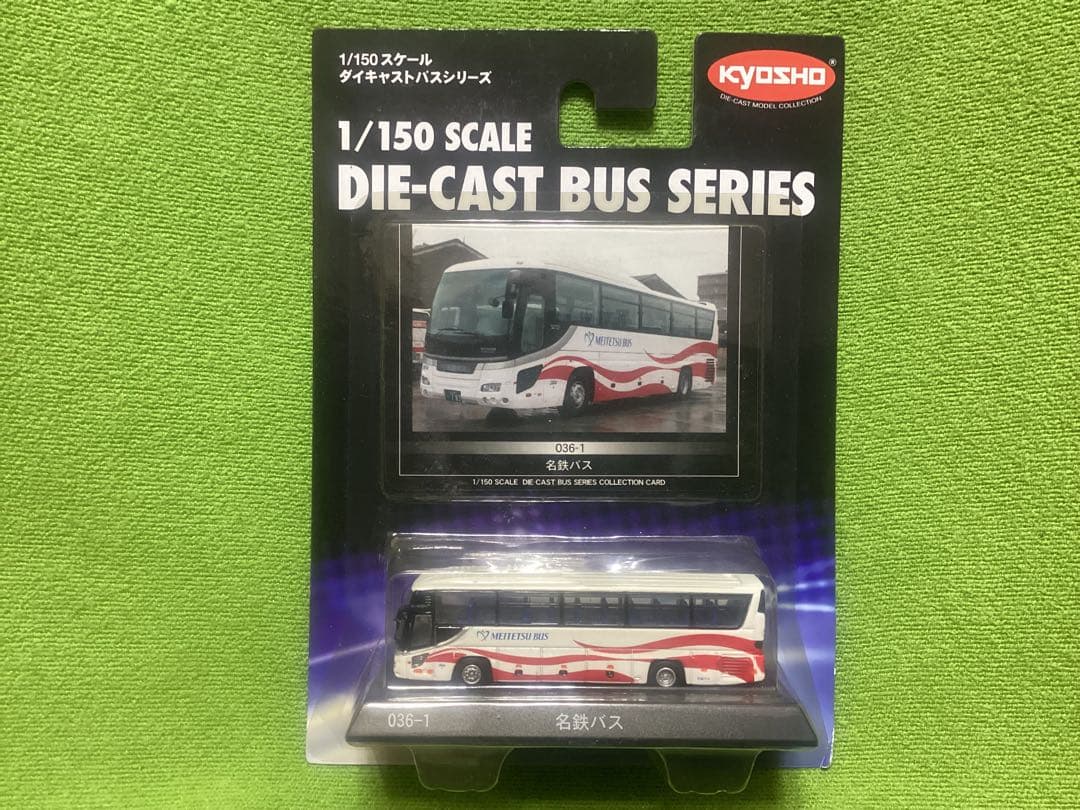 1/150スケール
ダイキャストバスシリーズ
KYOSHO®
DIE-CAST MODEL COLLECTION
1/150 SCALE
DIE-CAST BUS SERIES
MEITETSU BUS
036-1
名鉄バス
1/150 SCALE DIE-CAST BUS SERIES COLLECTION CARD
MEITETSU BUS
036-1 名鉄バス